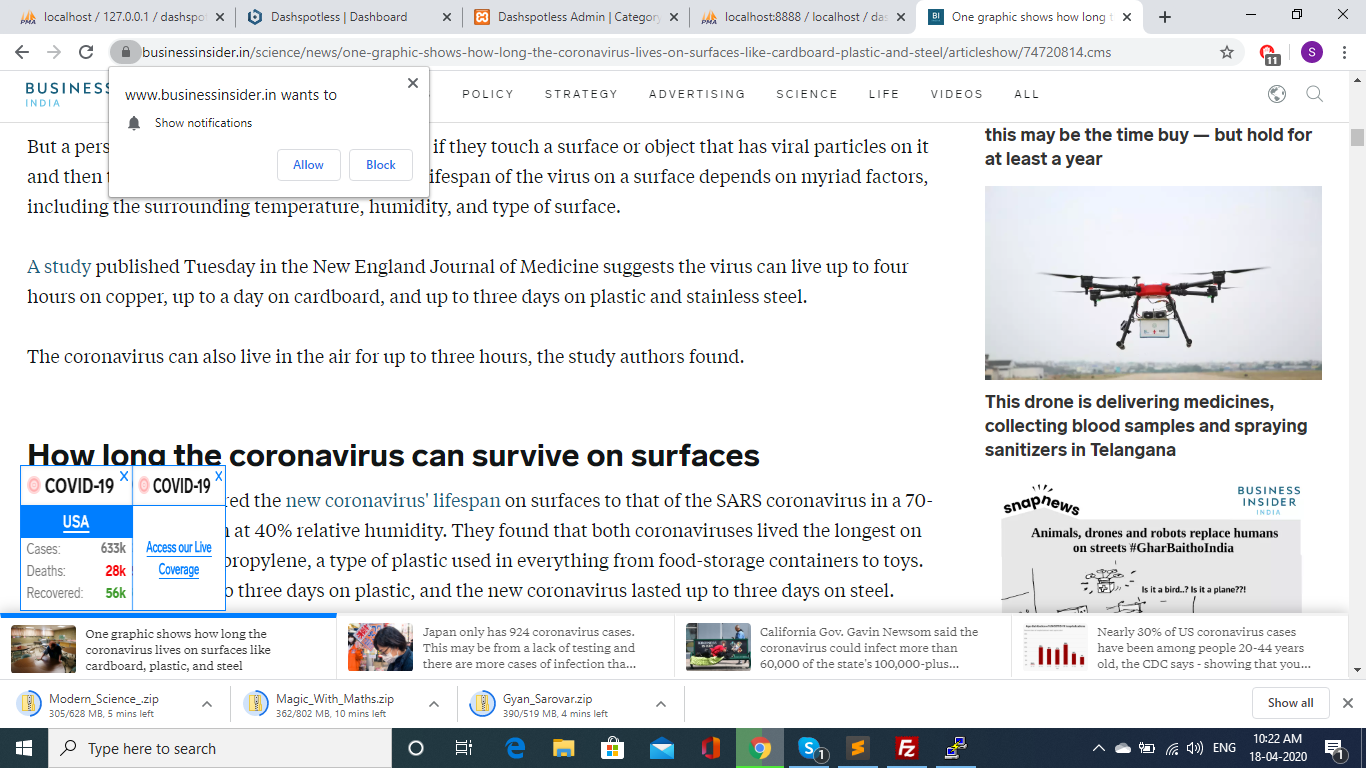 localhost / 127.0.0.1 / dashspo
Dashspotless | Dashboard
Dashspotless Admin | Category
localhost:8888 / localhost / das
One graphic shows how long t
businessinsider.in/science/news/one-graphic-shows-how-long-the-coronavirus-lives-on-surfaces-like-cardboard-plastic-and-steel/articleshow/74720814.cms
S
11
www.businessinsider.in wants to
Show notifications
Allow
Block
BUSINESS
INDIA
POLICY STRATEGY ADVERTISING SCIENCE LIFE VIDEOS ALL
But a pers if they touch a surface or object that has viral particles on it
and then ifespan of the virus on a surface depends on myriad factors,
including the surrounding temperature, humidity, and type of surface.
A study published Tuesday in the New England Journal of Medicine suggests the virus can live up to four
hours on copper, up to a day on cardboard, and up to three days on plastic and stainless steel.
The coronavirus can also live in the air for up to three hours, the study authors found.
How long the coronavirus can survive on surfaces
red the new coronavirus' lifespan on surfaces to that of the SARS coronavirus in a 70-
at 40% relative humidity. They found that both coronaviruses lived the longest on
propylene, a type of plastic used in everything from food-storage containers to toys.
three days on plastic, and the new coronavirus lasted up to three days on steel.
COVID-19 X
USA
Cases: 633k
Deaths: 28k
Recovered: 56k
COVID-19 X
Access our Live
Coverage
this may be the time buy — but hold for
at least a year
This drone is delivering medicines,
collecting blood samples and spraying
sanitizers in Telangana
snapnews
BUSINESS
INSIDER
INDIA
Animals, drones and robots replace humans
on streets #GharBaithoIndia
Is it a bird..? Is it a plane??!
One graphic shows how long the
coronavirus lives on surfaces like
cardboard, plastic, and steel
Japan only has 924 coronavirus cases.
This may be from a lack of testing and
there are more cases of infection tha...
California Gov. Gavin Newsom said the
coronavirus could infect more than
60,000 of the state's 100,000-plus...
Nearly 30% of US coronavirus cases
have been among people 20-44 years
old, the CDC says - showing that you...
Modern_Science_.zip
305/628 MB, 5 mins left
Magic_With_Maths.zip
362/802 MB, 10 mins left
Gyan_Sarovar.zip
390/519 MB, 4 mins left
Show all
Type here to search
1
ENG
10:22 AM
18-04-2020
1